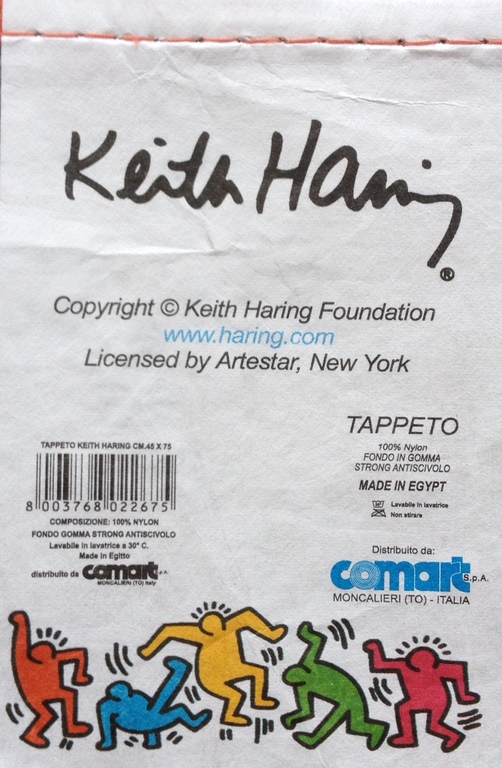 Keith Haring®
Copyright © Keith Haring Foundation
www.haring.com
Licensed by Artestar, New York
TAPPETO
100% Nylon
FONDO IN GOMMA
STRONG ANTISCIVOLO
MADE IN EGYPT
Lavabile in lavatrice
Non stirare
TAPPETO KEITH HARING CM.45 X 75
8 003768 022675
COMPOSIZIONE: 100% NYLON
FONDO GOMMA STRONG ANTISCIVOLO
Lavabile in lavatrice a 30° C.
Made in Egitto
distribuito da comart S.P.A.
MONCALIERI (TO) Italy
Distribuito da:
comart S.p.A.
MONCALIERI (TO) - ITALIA